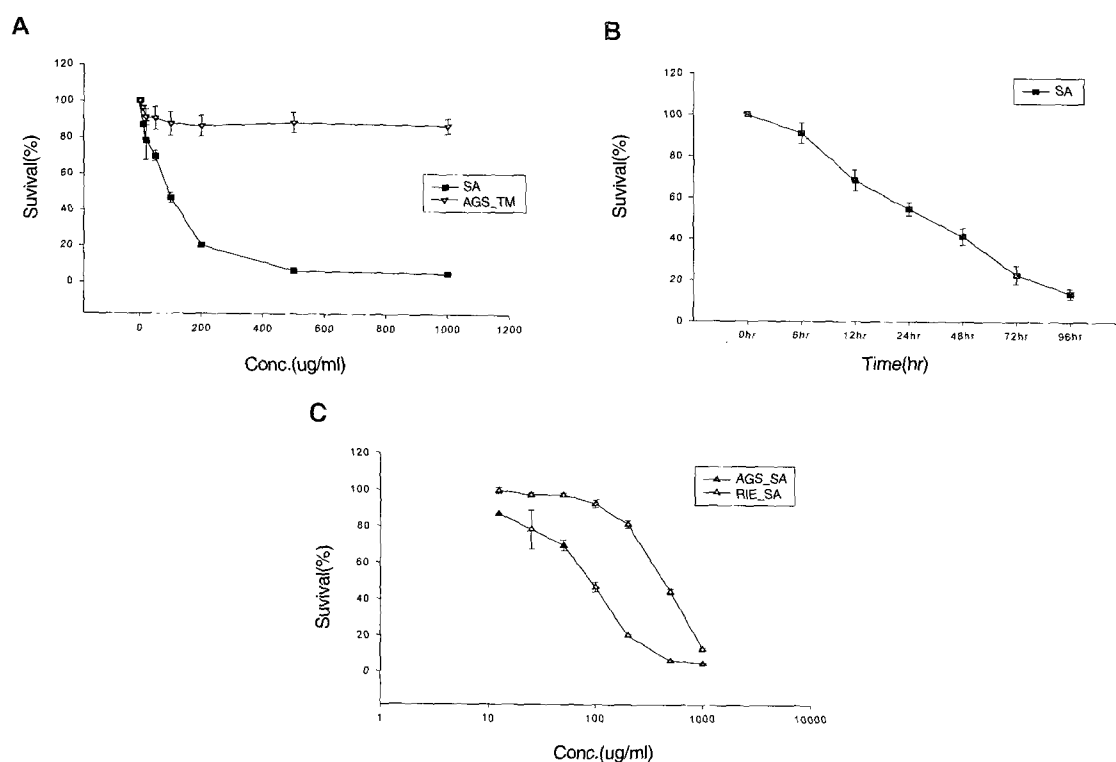 A
120
100
80
60
40
20
0
Suvival(%)
SA
AGS_TM
0 200 400 600 800 1000 1200
Conc.(ug/ml)
B
120
100
80
60
40
20
0
Suvival(%)
SA
0hr 6hr 12hr 24hr 48hr 72hr 96hr
Time(hr)
C
120
100
80
60
40
20
0
Suvival(%)
AGS_SA
RIE_SA
1 10 100 1000 10000
Conc.(ug/ml)